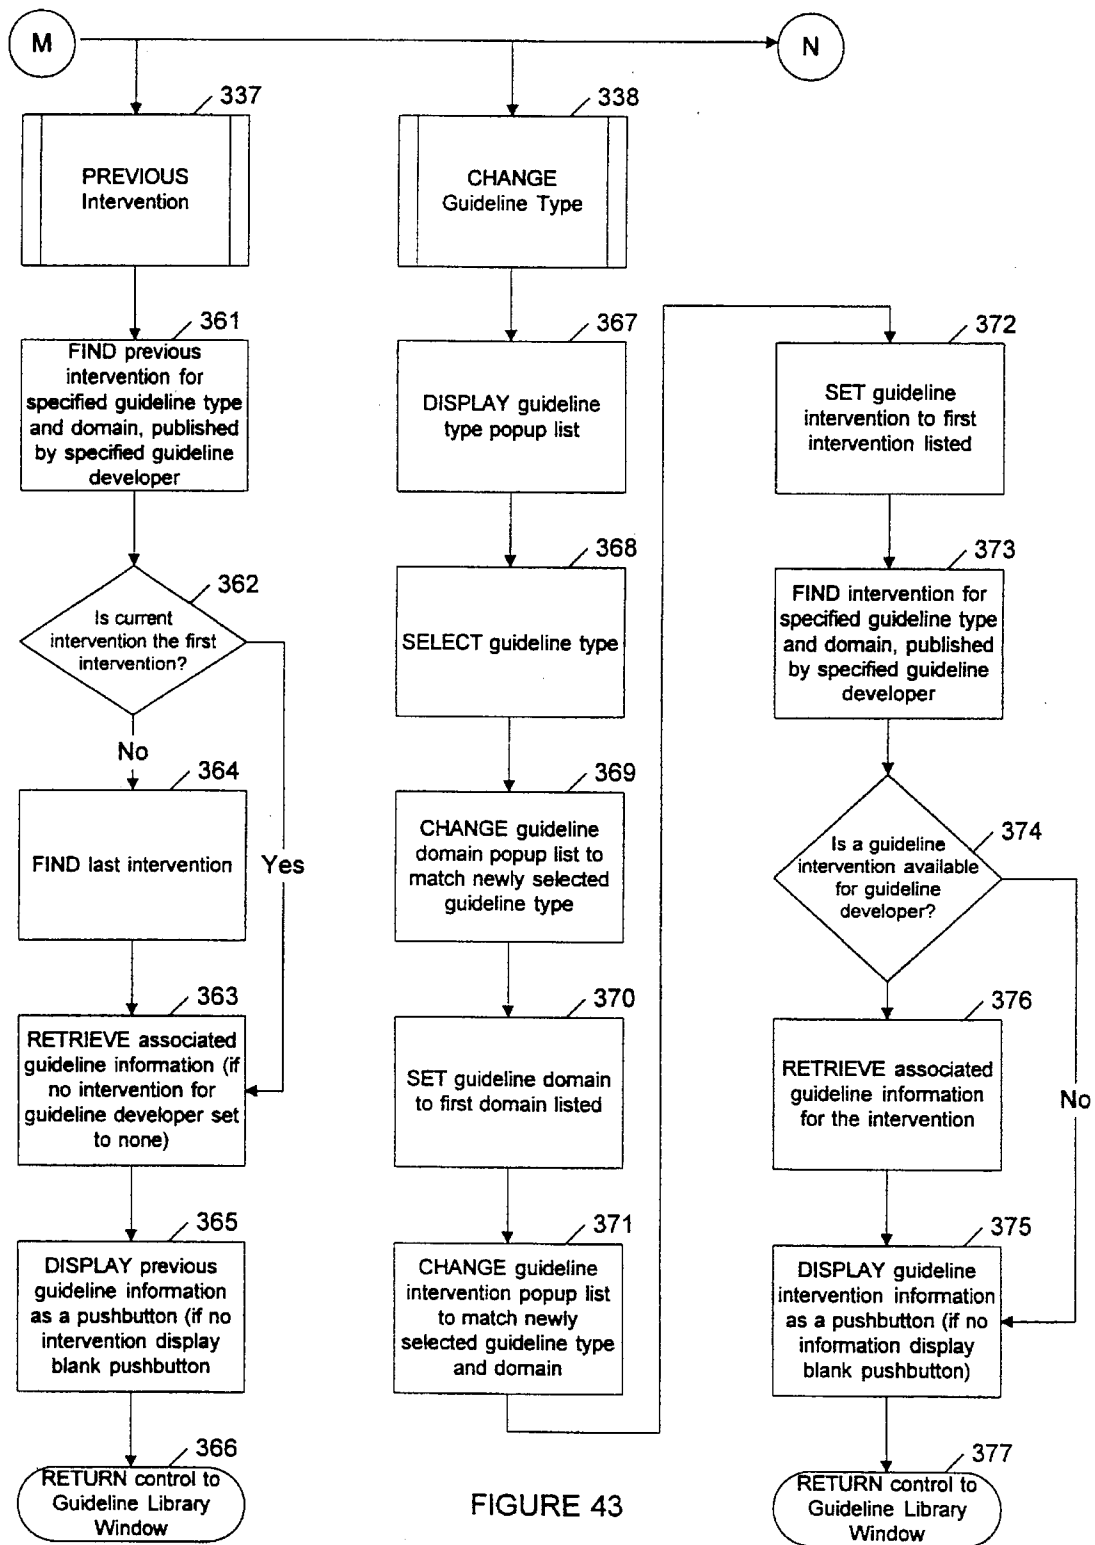 M
N
337
PREVIOUS
Intervention
361
FIND previous
intervention for
specified guideline type
and domain, published
by specified guideline
developer
362
Is current
intervention the first
intervention?
No
Yes
364
FIND last intervention
363
RETRIEVE associated
guideline information (if
no intervention for
guideline developer set
to none)
365
DISPLAY previous
guideline information
as a pushbutton (if no
intervention display
blank pushbutton
366
RETURN control to
Guideline Library
Window
338
CHANGE
Guideline Type
367
DISPLAY guideline
type popup list
368
SELECT guideline type
369
CHANGE guideline
domain popup list to
match newly selected
guideline type
370
SET guideline domain
to first domain listed
371
CHANGE guideline
intervention popup list
to match newly
selected guideline type
and domain
372
SET guideline
intervention to first
intervention listed
373
FIND intervention for
specified guideline type
and domain, published
by specified guideline
developer
374
Is a guideline
intervention available
for guideline
developer?
No
376
RETRIEVE associated
guideline information
for the intervention
375
DISPLAY guideline
intervention information
as a pushbutton (if no
information display
blank pushbutton)
377
RETURN control to
Guideline Library
Window
FIGURE 43